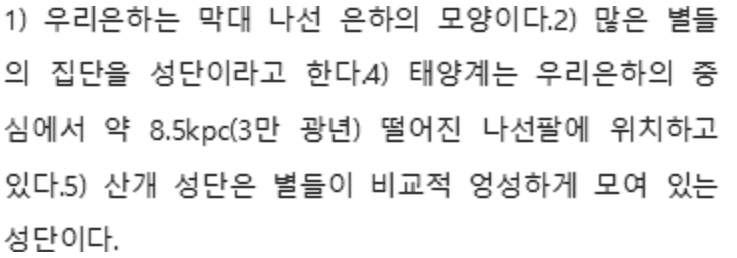 1) 우리은하는 막대 나선 은하의 모양이다.2) 많은 별들
의 집단을 성단이라고 한다.4) 태양계는 우리은하의 중
심에서 약 8.5kpc(3만 광년) 떨어진 나선팔에 위치하고
있다.5) 산개 성단은 별들이 비교적 엉성하게 모여 있는
성단이다.